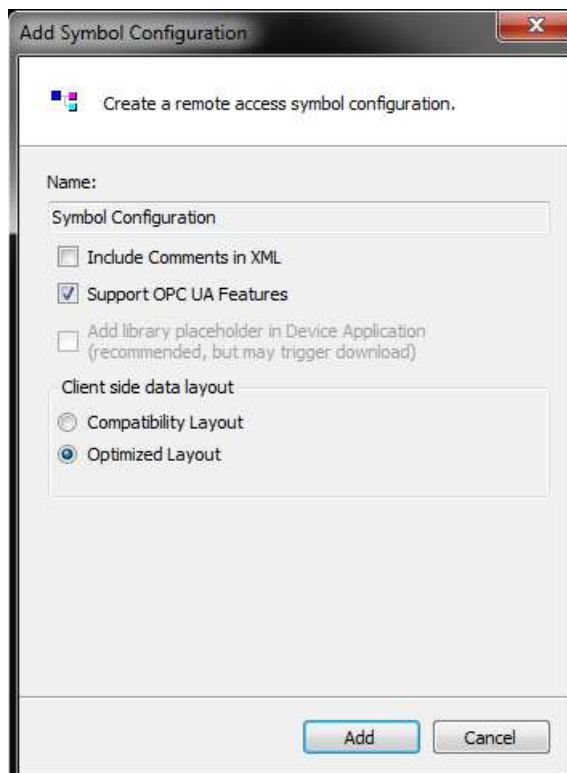 Add Symbol Configuration
Create a remote access symbol configuration.
Name:
Symbol Configuration
Include Comments in XML
Support OPC UA Features
Add library placeholder in Device Application
(recommended, but may trigger download)
Client side data layout
Compatibility Layout
Optimized Layout
Add
Cancel